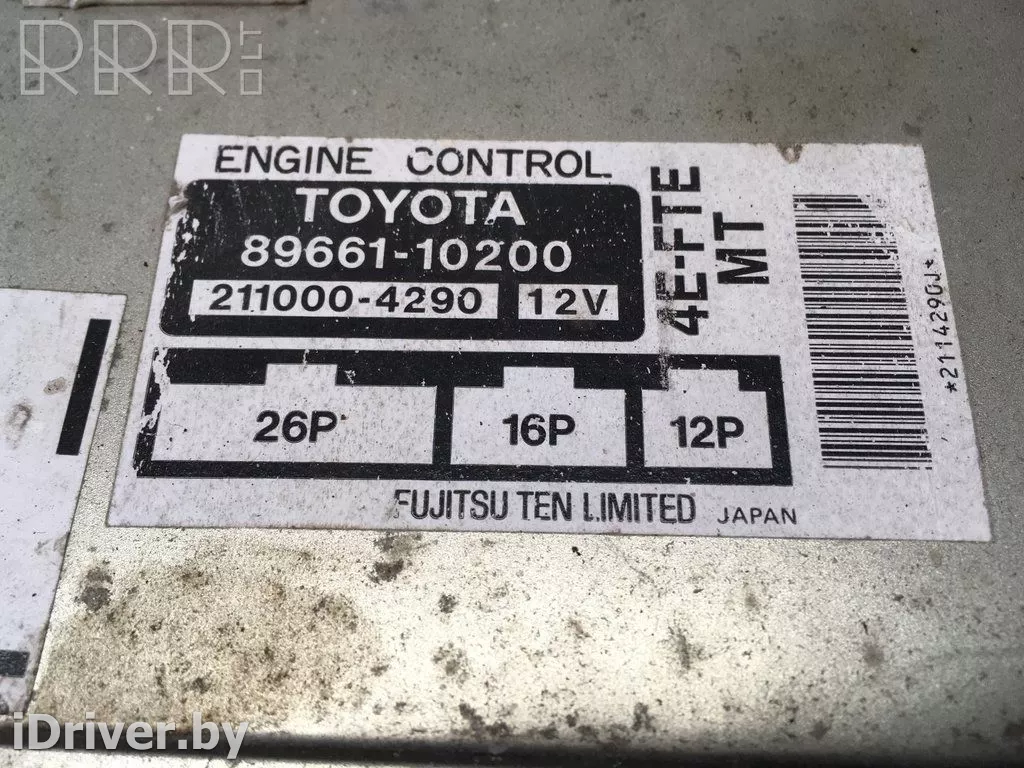 RRR.LT
ENGINE CONTROL
TOYOTA
89661-10200
211000-4290 12V
4E-FTE
MT
26P 16P 12P
*2114290J*
FUJITSU TEN LIMITED JAPAN
iDriver.by